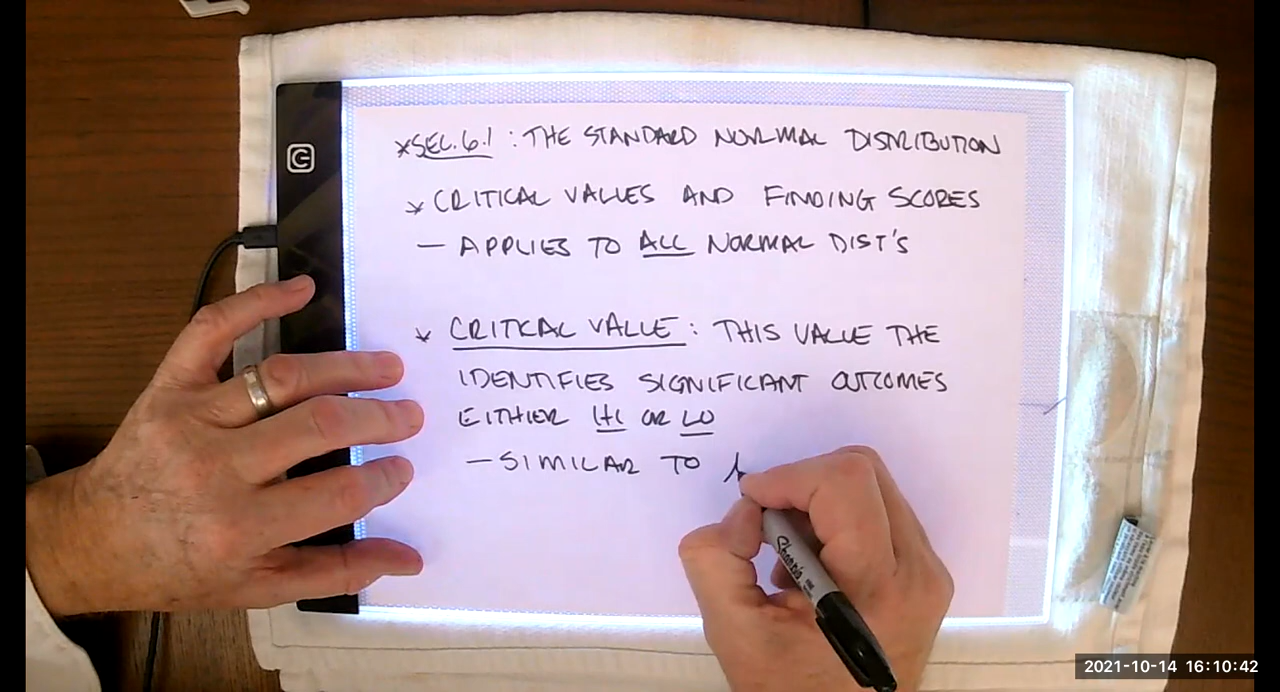 *SEC.6.1 : THE STANDARD NORMAL DISTRIBUTION
* CRITICAL VALUES AND FINDING SCORES
– APPLIES TO ALL NORMAL DIST'S
* CRITICAL VALUE : THIS VALUE THE
IDENTIFIES SIGNIFICANT OUTCOMES
EITHER HI OR LO
– SIMILAR TO
Sharpie
2021-10-14 16:10:42